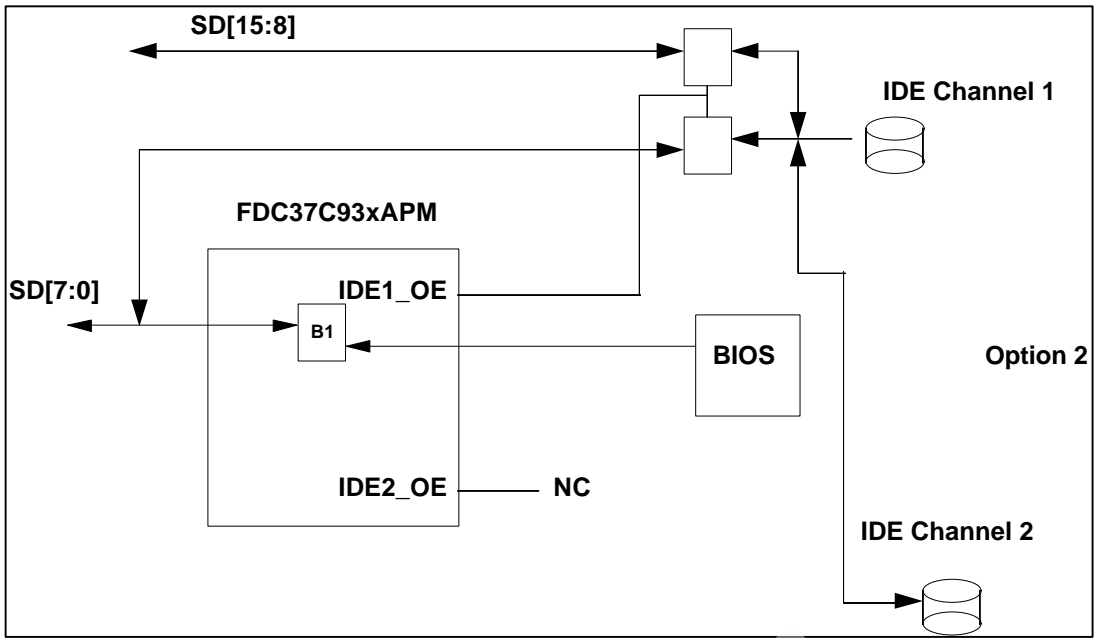 SD[15:8]
IDE Channel 1
FDC37C93xAPM
SD[7:0]
IDE1_OE
B1
BIOS
Option 2
IDE2_OE
NC
IDE Channel 2